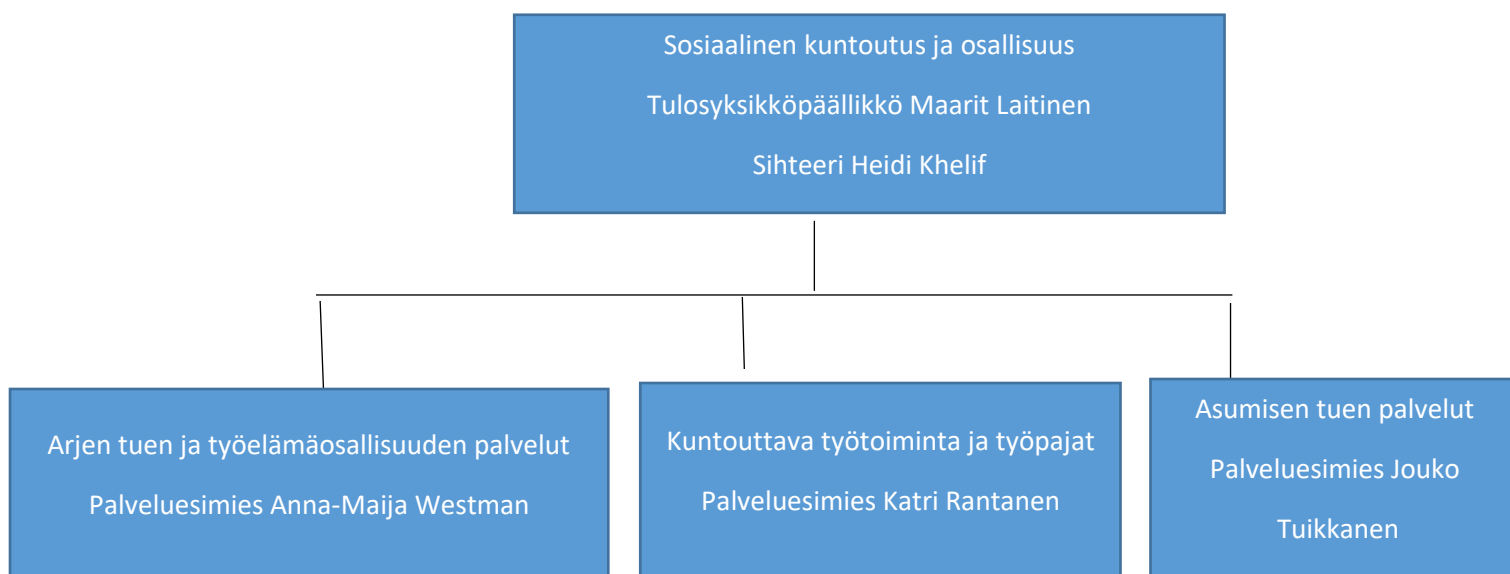 Sosiaalinen kuntoutus ja osallisuus
Tulosyksikköpäällikkö Maarit Laitinen
Sihteeri Heidi Khelif
Arjen tuen ja työelämäosallisuuden palvelut
Palveluesimies Anna-Maija Westman
Kuntouttava työtoiminta ja työpajat
Palveluesimies Katri Rantanen
Asumisen tuen palvelut
Palveluesimies Jouko
Tuikkanen